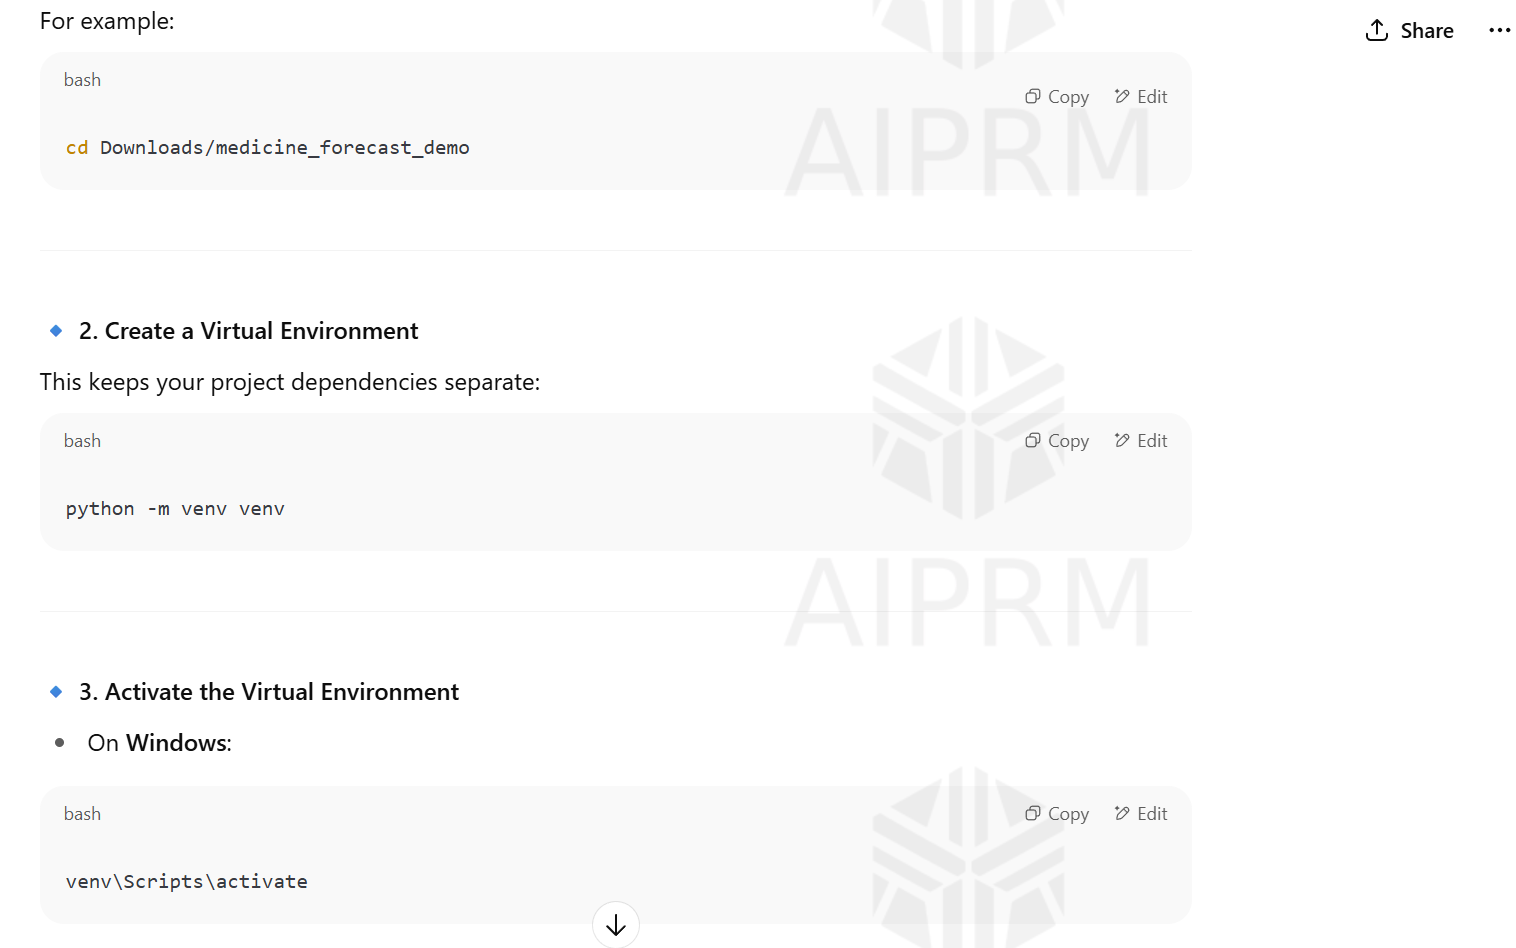 For example:
Share
bash
Copy
Edit
cd Downloads/medicine_forecast_demo
AIPRM
2. Create a Virtual Environment
This keeps your project dependencies separate:
bash
Copy
Edit
python -m venv venv
AIPRM
3. Activate the Virtual Environment
On Windows:
bash
Copy
Edit
venv\Scripts\activate